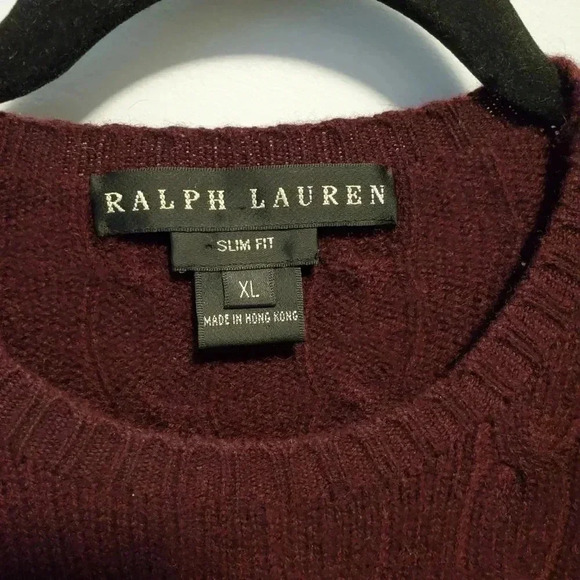 RALPH LAUREN
SLIM FIT
XL
MADE IN HONG KONG